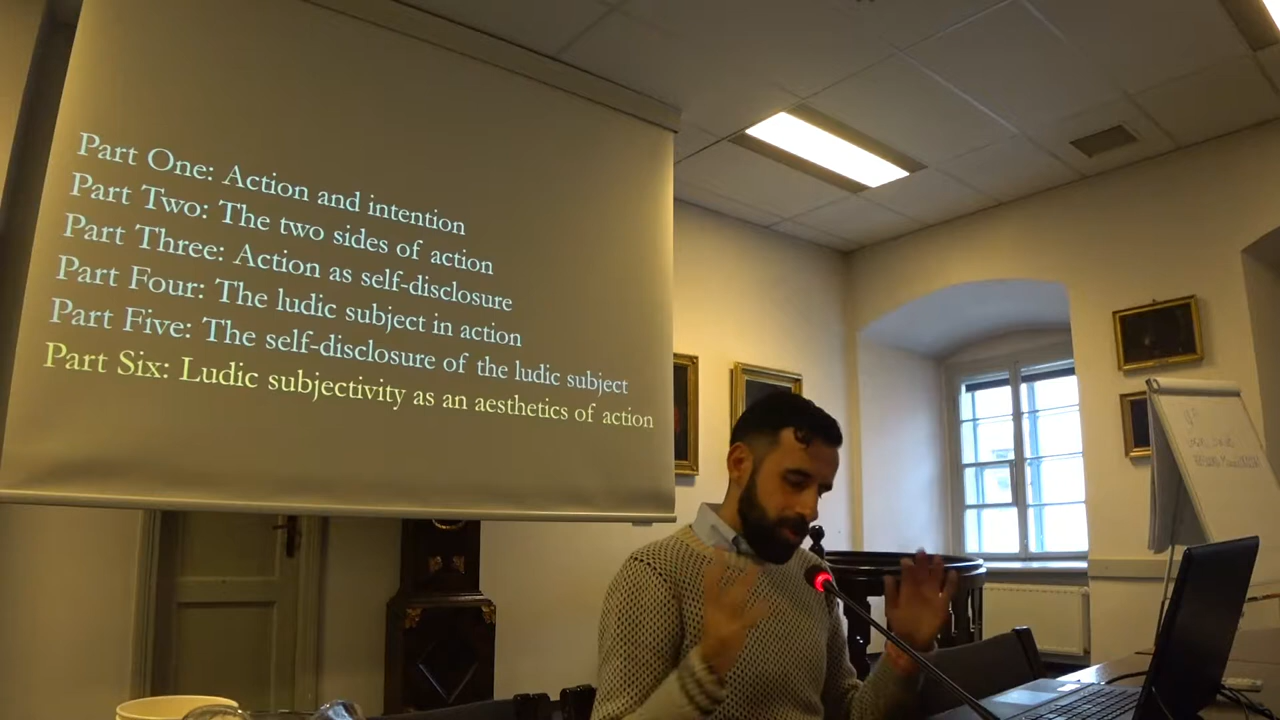 Part One: Action and intention
Part Two: The two sides of action
Part Three: Action as self-disclosure
Part Four: The ludic subject in action
Part Five: The self-disclosure of the ludic subject
Part Six: Ludic subjectivity as an aesthetics of action